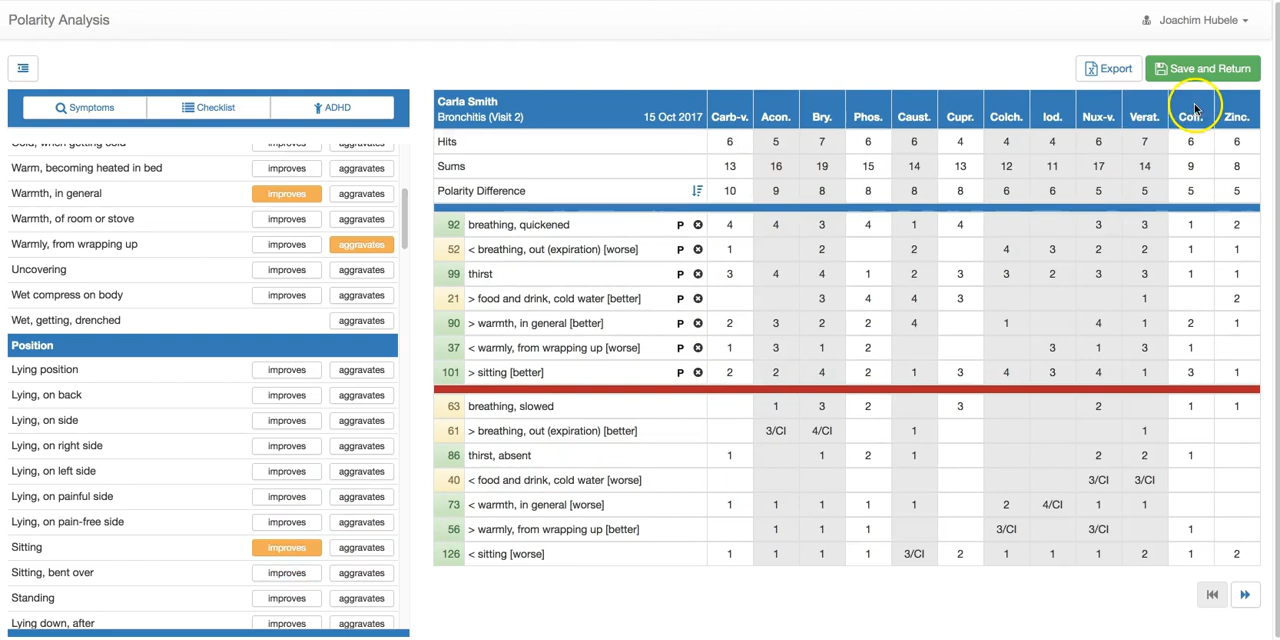 Polarity Analysis
Joachim Hubele
Export
Save and Return
Symptoms
Checklist
ADHD
improves aggravates
Warm, becoming heated in bed improves aggravates
Warmth, in general improves aggravates
Warmth, of room or stove improves aggravates
Warmly, from wrapping up improves aggravates
Uncovering improves aggravates
Wet compress on body improves aggravates
Wet, getting, drenched aggravates
Position
Lying position improves aggravates
Lying, on back improves aggravates
Lying, on side improves aggravates
Lying, on right side improves aggravates
Lying, on left side improves aggravates
Lying, on painful side improves aggravates
Lying, on pain-free side improves aggravates
Sitting improves aggravates
Sitting, bent over improves aggravates
Standing improves aggravates
Lying down, after improves aggravates
Carla Smith
Bronchitis (Visit 2) 15 Oct 2017 Carb-v. Acon. Bry. Phos. Caust. Cupr. Colch. Iod. Nux-v. Verat. Zinc.
Hits 6 5 7 6 6 4 4 4 6 7 6 6
Sums 13 16 19 15 14 13 12 11 17 14 9 8
Polarity Difference 10 9 8 8 8 8 6 6 5 5 5 5
92 breathing, quickened P 4 4 3 4 1 4 3 3 1 2
52 < breathing, out (expiration) [worse] P 1 2 2 4 3 2 2 1 1
99 thirst P 3 4 4 1 2 3 3 2 3 3 1 1
21 > food and drink, cold water [better] P 3 4 4 3 1 2
90 > warmth, in general [better] P 2 3 2 2 4 1 4 1 2 1
37 < warmly, from wrapping up [worse] P 1 3 1 2 3 1 3 1
101 > sitting [better] P 2 2 4 2 1 3 4 3 4 1 3 1
63 breathing, slowed 1 3 2 3 2 1 1
61 > breathing, out (expiration) [better] 3/CI 4/CI 1 1
86 thirst, absent 1 1 2 1 2 2 1
40 < food and drink, cold water [worse] 3/CI 3/CI
73 < warmth, in general [worse] 1 1 1 1 1 2 4/CI 1 1
56 > warmly, from wrapping up [better] 1 1 1 3/CI 3/CI 1
126 < sitting [worse] 1 1 1 1 3/CI 2 1 1 1 2 1 2